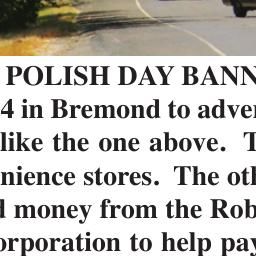 POLISH DAY BANN
4 in Bremond to adver
like the one above. T
nience stores. The oth
d money from the Rob
orporation to help pay